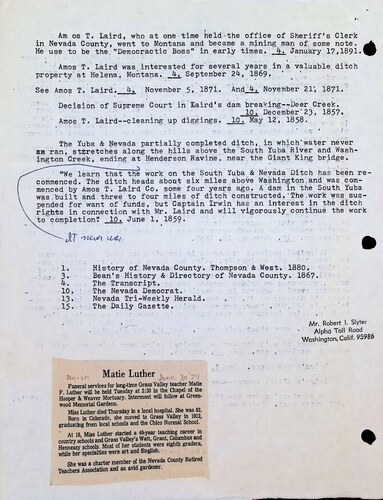 Am os T. Laird, who at one time held the office of Sheriff's Clerk
in Nevada County, went to Montana and became a mining man of some note.
He use to be the "Democractic Boss" in early times. 4. January 17,1891.
Amos T. Laird was interested for several years in a valuable ditch
property at Helena, Montana. 4. September 24, 1869.
See Amos T. Laird, 4. November 5, 1871. And 4. November 21, 1871.
Decision of Supreme Court in Laird's dam breaking--Deer Creek.
10. December 23, 1857.
Amos T. Laird--cleaning up diggings. 10. May 12, 1858.
The Yuba & Nevada partially completed ditch, in which water never
ran, stretches along the hills above the South Yuba River and Wash-
ington Creek, ending at Henderson Ravine, near the Giant King bridge.
"We learn that the work on the South Yuba & Nevada Ditch has been re-
commenced. The ditch heads about six miles above Washington and was com-
menced by Amos T. Laird Co. some four years ago. A dam in the South Yuba
was built and three to four miles of ditch constructed. The work was sus-
pended for want of funds, but Captain Irwin has an interest in the ditch
rights in connection with Mr. Laird and will vigorously continue the work
to completion? 10. June 1, 1859.
1. History of Nevada County. Thompson & West. 1880.
3. Bean's History & Directory of Nevada County. 1867.
4. The Transcript.
10. The Nevada Democrat.
13. Nevada Tri-Weekly Herald.
15. The Daily Gazette.
Mr. Robert I. Slyter
Alpha Toll Road
Washington, Calif. 95986
Union June 30
Matie Luther
Funeral services for long-time Grass Valley teacher Matie
F. Luther will be held Tuesday at 2:30 in the Chapel of the
Hooper & Weaver Mortuary. Interment will follow at Green-
wood Memorial Gardens.
Miss Luther died Thursday in a local hospital. She was 83.
Born in Colorado, she moved to Grass Valley in 1912,
graduating from local schools and the Chico Normal School.
At 18, Miss Luther started a 40-year teaching career in
country schools and Grass Valley's Watt, Grant, Columbus and
Hennessy schools. Most of her students were eighth graders,
while her specialties were art and English.
She was a charter member of the Nevada County Retired
Teachers Association and an avid gardener.